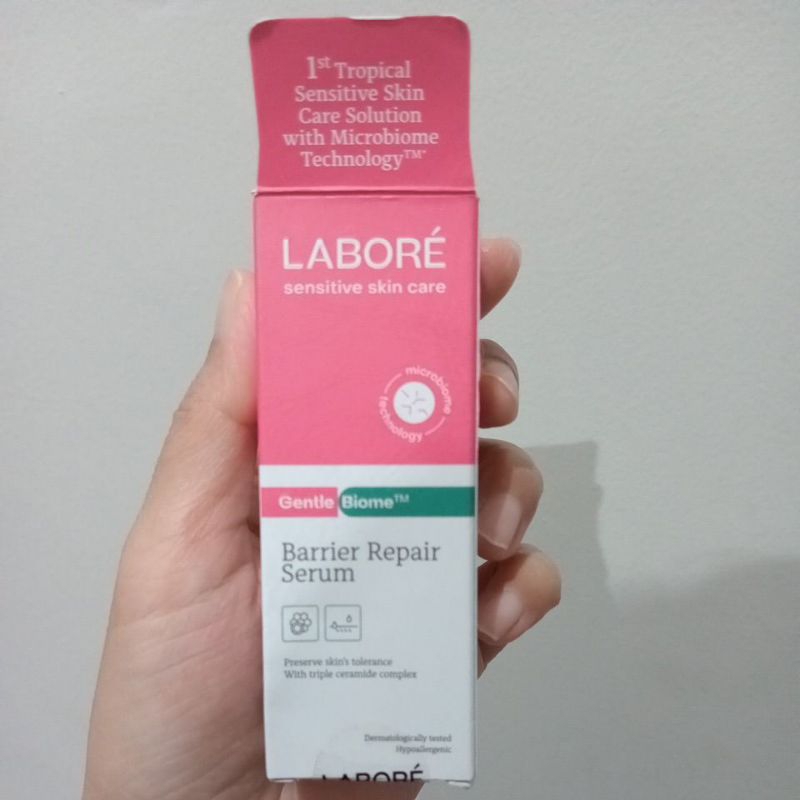 1st Tropical
Sensitive Skin
Care Solution
with Microbiome
Technology™*
LABORÉ
sensitive skin care
microbiome
technology
Gentle Biome™
Barrier Repair
Serum
Preserve skin's tolerance
With triple ceramide complex
Dermatologically tested
Hypoallergenic
LABORÉ